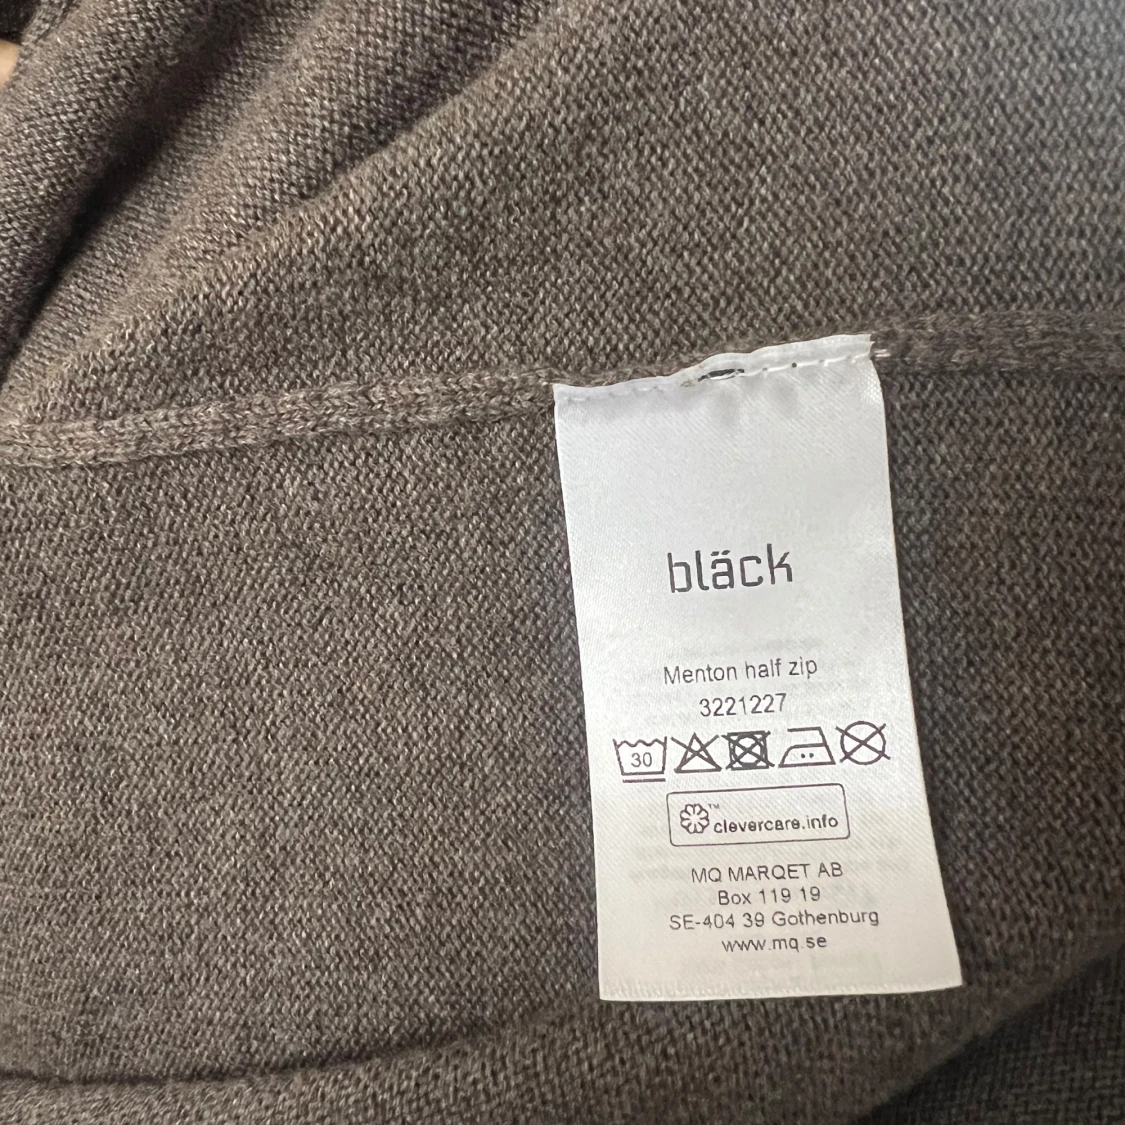 bläck
Menton half zip
3221227
30
™
clevercare.info
MQ MARQET AB
Box 119 19
SE-404 39 Gothenburg
www.mq.se